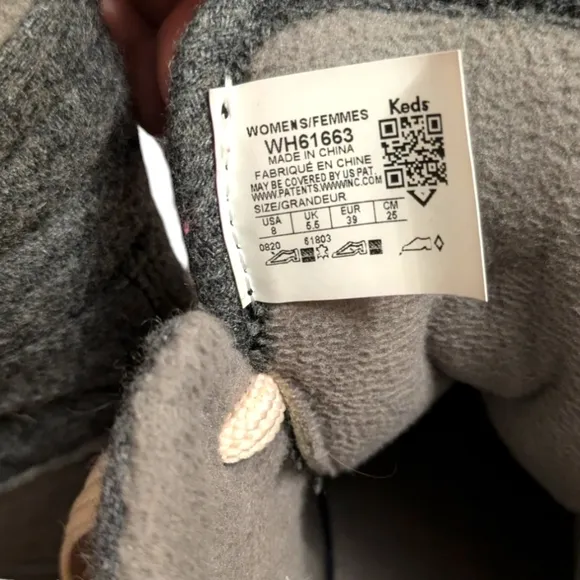 Keds
WOMENS/FEMMES
WH61663
MADE IN CHINA
FABRIQUÉ EN CHINE
MAY BE COVERED BY US PAT.
WWW.PATENTS.WWWINC.COM
SIZE/GRANDEUR
USA UK EUR CM
8 5.5 39 25
0820 61803